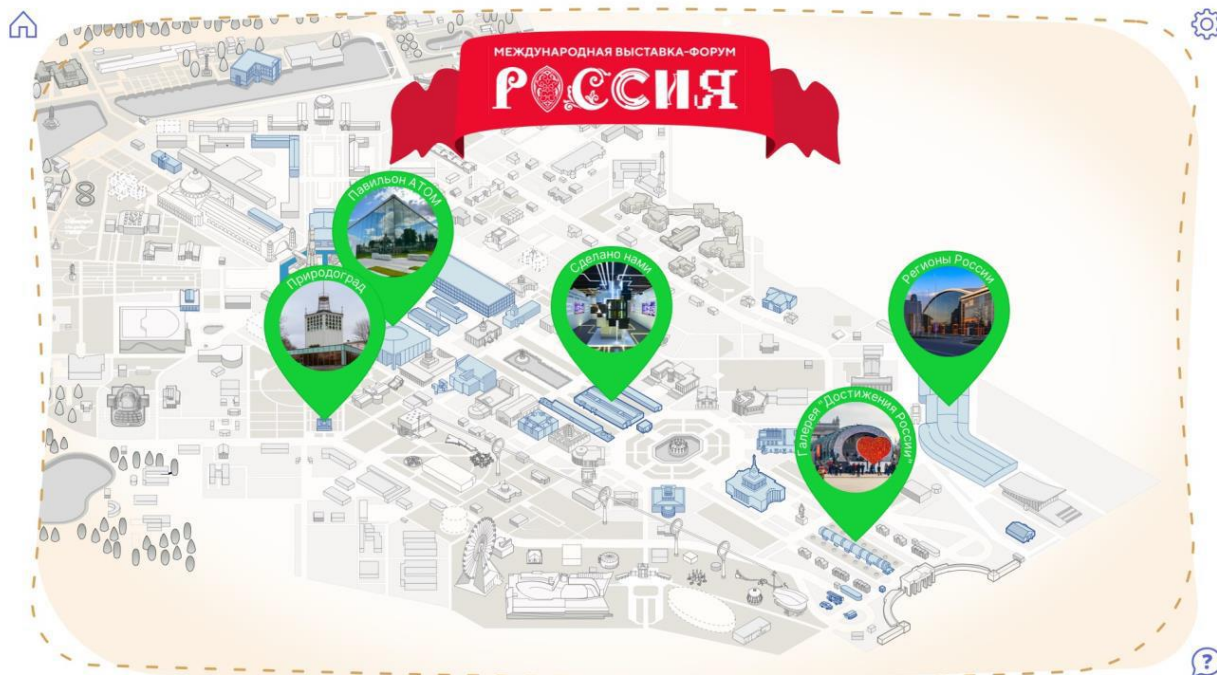 МЕЖДУНАРОДНАЯ ВЫСТАВКА-ФОРУМ
РОССИЯ
Павильон АТОМ
Природоград
Сделано нами
Регионы России
Галерея "Достижения России"
?